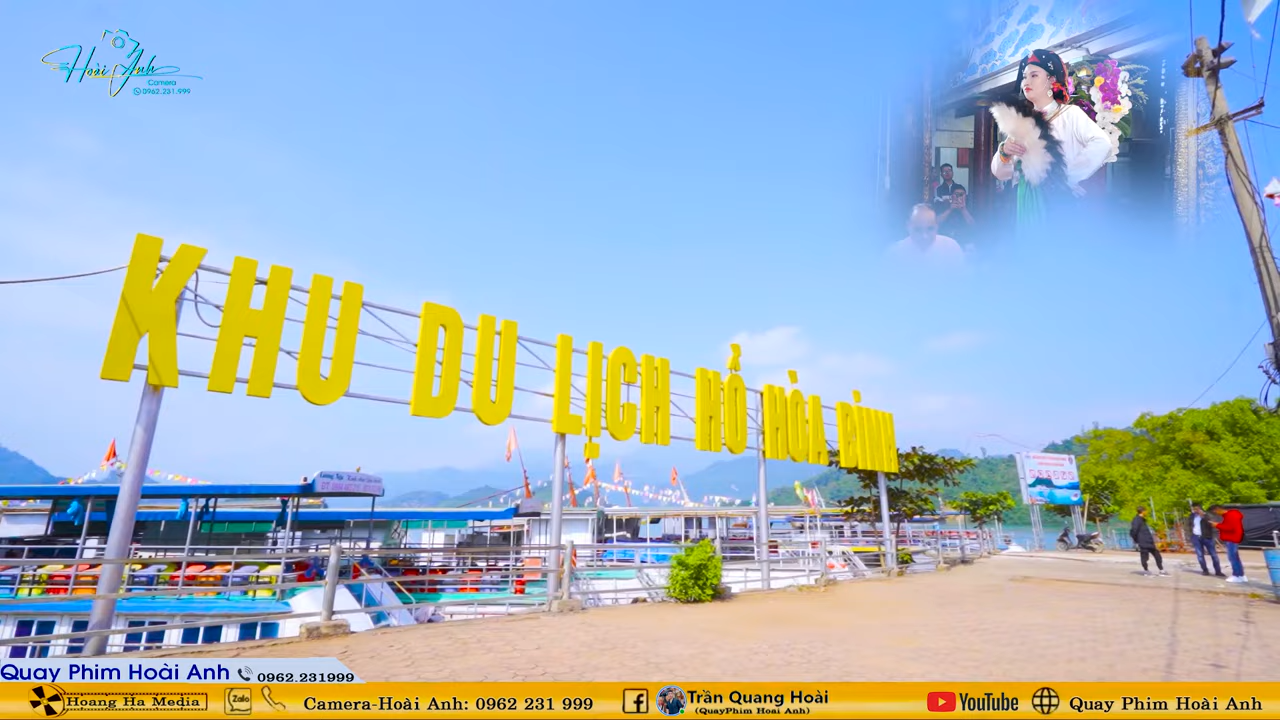 Hoài Anh
Camera
0962.231.999
KHU DU LỊCH HỒ HÒA BÌNH
Quay Phim Hoài Anh 0962.231999
Hoang Ha Media
Zalo
Camera-Hoài Anh: 0962 231 999
Trần Quang Hoài
(QuayPhim Hoai Anh)
YouTube
Quay Phim Hoài Anh